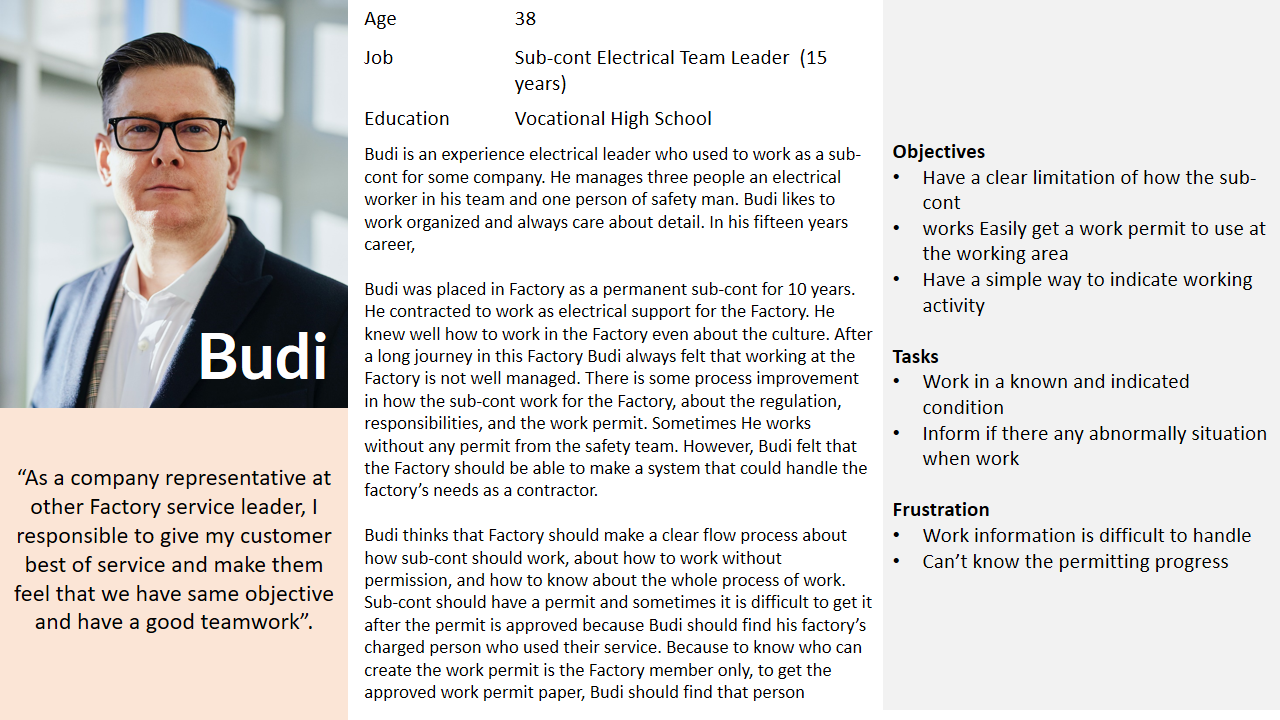 Budi
“As a company representative at
other Factory service leader, I
responsible to give my customer
best of service and make them
feel that we have same objective
and have a good teamwork”.
Age 38
Job Sub-cont Electrical Team Leader (15
years)
Education Vocational High School
Budi is an experience electrical leader who used to work as a sub-
cont for some company. He manages three people an electrical
worker in his team and one person of safety man. Budi likes to
work organized and always care about detail. In his fifteen years
career,
Budi was placed in Factory as a permanent sub-cont for 10 years.
He contracted to work as electrical support for the Factory. He
knew well how to work in the Factory even about the culture. After
a long journey in this Factory Budi always felt that working at the
Factory is not well managed. There is some process improvement
in how the sub-cont work for the Factory, about the regulation,
responsibilities, and the work permit. Sometimes He works
without any permit from the safety team. However, Budi felt that
the Factory should be able to make a system that could handle the
factory’s needs as a contractor.
Budi thinks that Factory should make a clear flow process about
how sub-cont should work, about how to work without
permission, and how to know about the whole process of work.
Sub-cont should have a permit and sometimes it is difficult to get it
after the permit is approved because Budi should find his factory’s
charged person who used their service. Because to know who can
create the work permit is the Factory member only, to get the
approved work permit paper, Budi should find that person
Objectives
• Have a clear limitation of how the sub-
cont
• works Easily get a work permit to use at
the working area
• Have a simple way to indicate working
activity
Tasks
• Work in a known and indicated
condition
• Inform if there any abnormally situation
when work
Frustration
• Work information is difficult to handle
• Can’t know the permitting progress